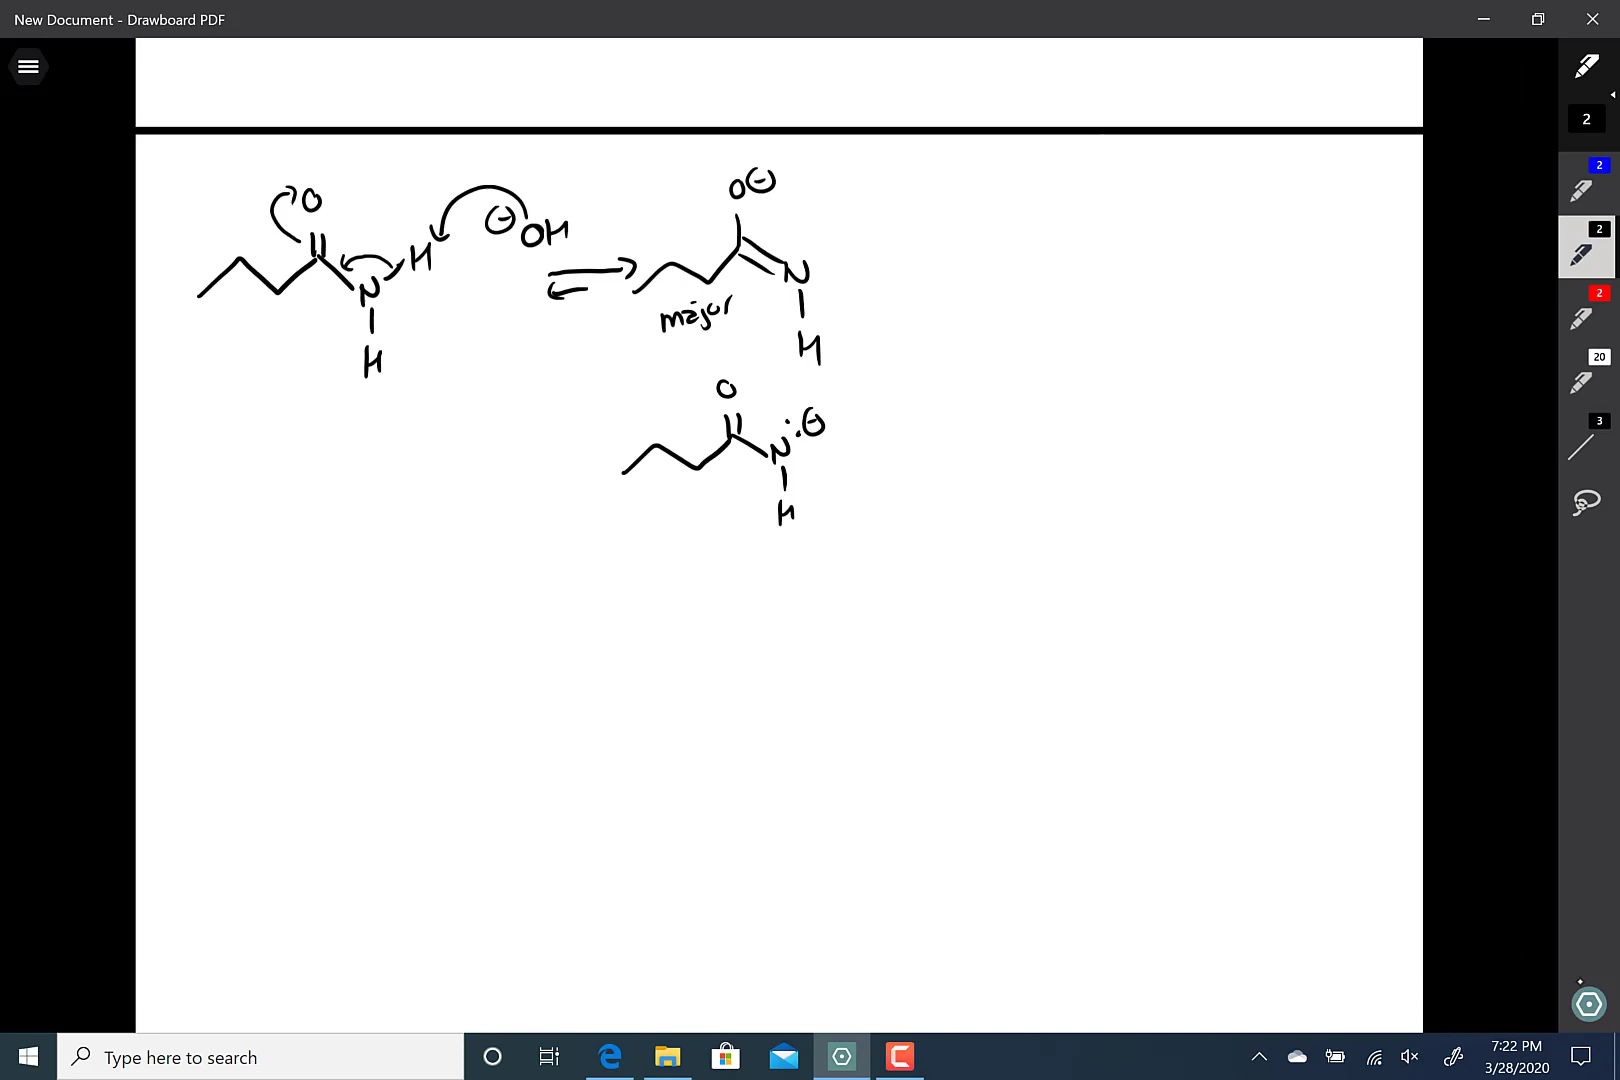 New Document - Drawboard PDF
2
2
2
2
20
3
O
H
⊖
OH
N
H
O⊖
N
H
major
O
N:⊖
H
Type here to search
7:22 PM
3/28/2020